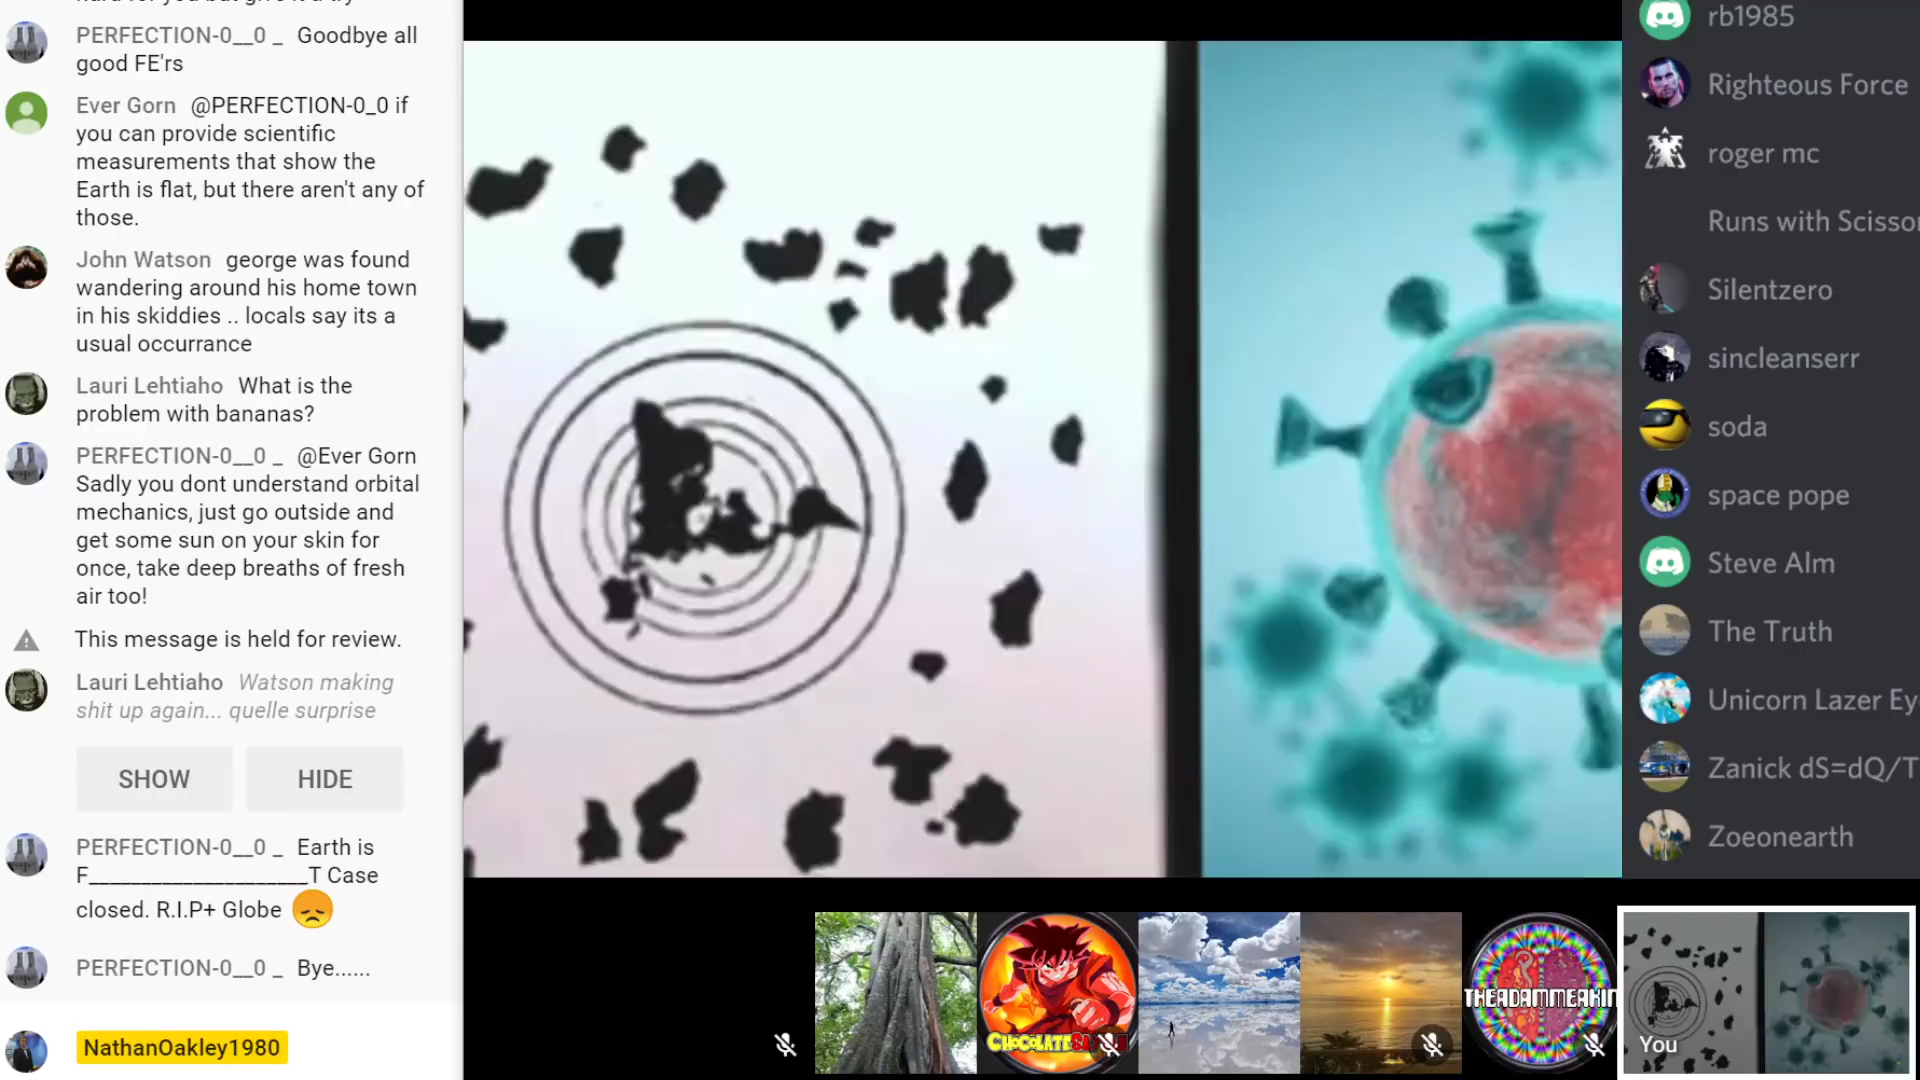 PERFECTION-0__0 _ Goodbye all
good FE'rs
Ever Gorn @PERFECTION-0_0 if
you can provide scientific
measurements that show the
Earth is flat, but there aren't any of
those.
John Watson george was found
wandering around his home town
in his skiddies .. locals say its a
usual occurrance
Lauri Lehtiaho What is the
problem with bananas?
PERFECTION-0__0 _ @Ever Gorn
Sadly you dont understand orbital
mechanics, just go outside and
get some sun on your skin for
once, take deep breaths of fresh
air too!
This message is held for review.
Lauri Lehtiaho Watson making
shit up again... quelle surprise
SHOW HIDE
PERFECTION-0__0 _ Earth is
F____________________T Case
closed. R.I.P+ Globe
PERFECTION-0__0 _ Bye......
NathanOakley1980
CHOCOLATE
THEADAMMEAKIN
You
rb1985
Righteous Force
roger mc
Runs with Scissor
Silentzero
sincleanserr
soda
space pope
Steve Alm
The Truth
Unicorn Lazer Ey
Zanick dS=dQ/T
Zoeonearth